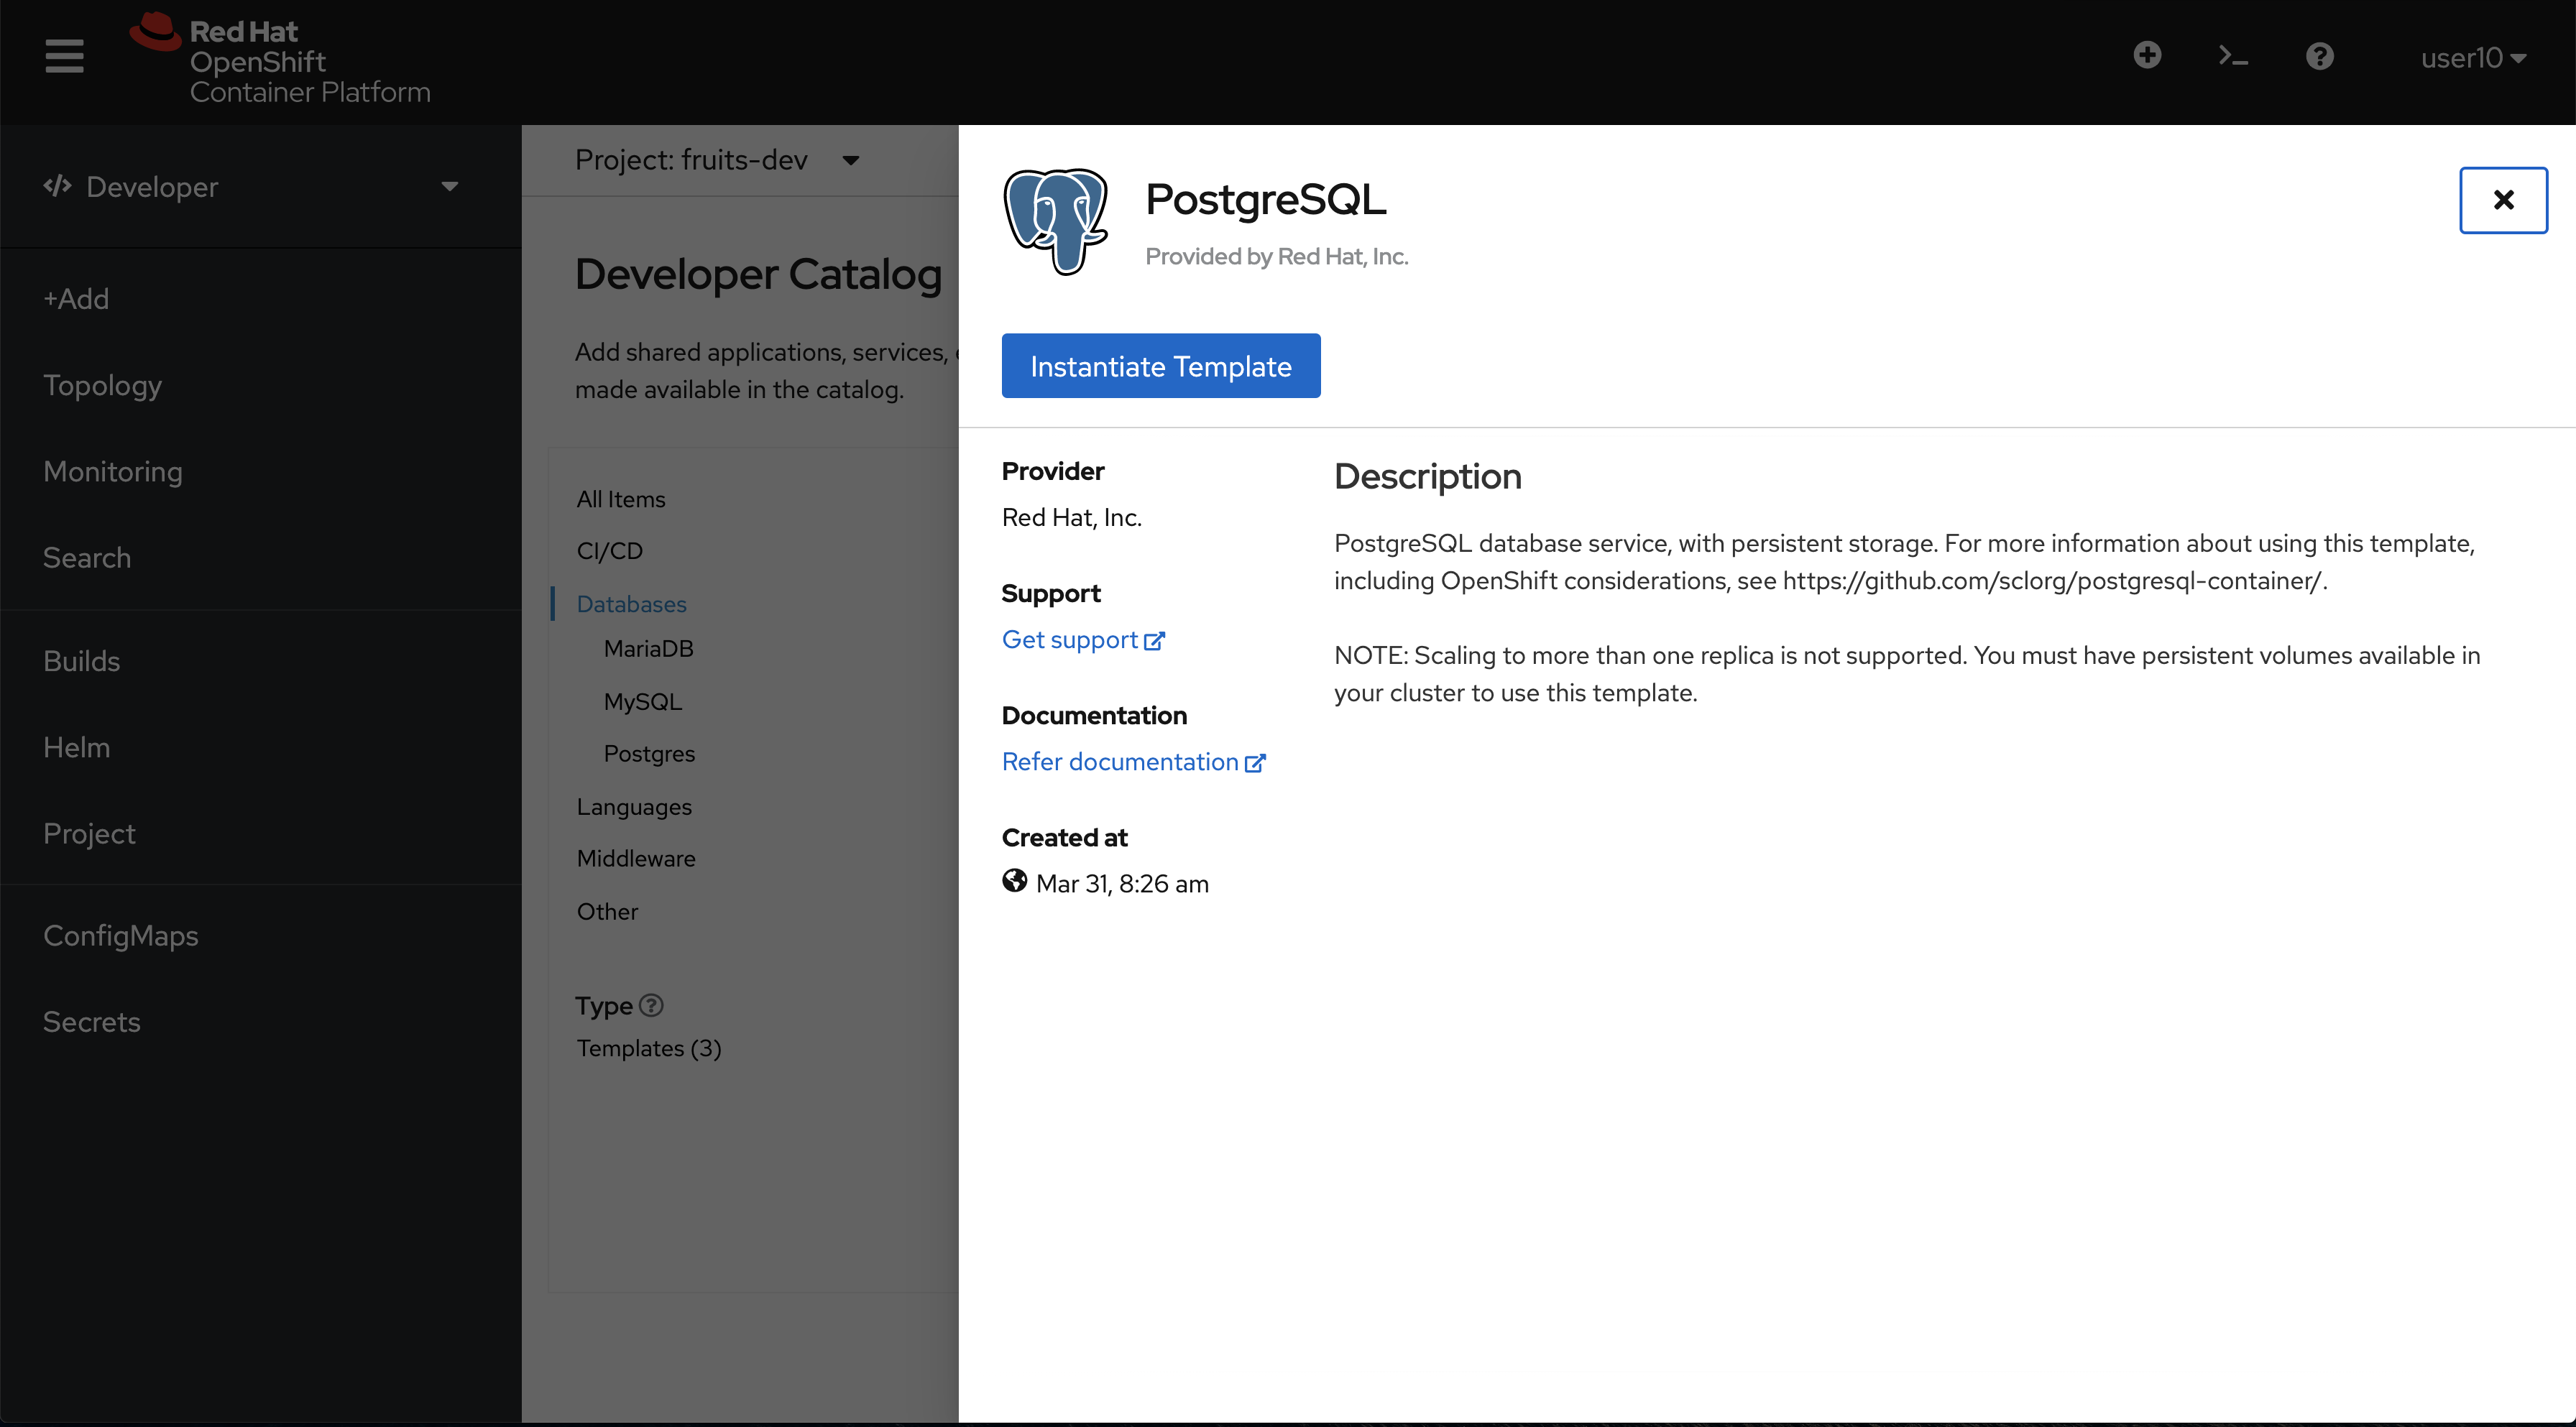 Red Hat
OpenShift
Container Platform
user10
Developer
+Add
Topology
Monitoring
Search
Builds
Helm
Project
ConfigMaps
Secrets
Project: fruits-dev
Developer Catalog
Add shared applications, services,
made available in the catalog.
All Items
CI/CD
Databases
MariaDB
MySQL
Postgres
Languages
Middleware
Other
Type
Templates (3)
PostgreSQL
Provided by Red Hat, Inc.
Instantiate Template
Provider
Red Hat, Inc.
Support
Get support
Documentation
Refer documentation
Created at
Mar 31, 8:26 am
Description
PostgreSQL database service, with persistent storage. For more information about using this template,
including OpenShift considerations, see https://github.com/sclorg/postgresql-container/.
NOTE: Scaling to more than one replica is not supported. You must have persistent volumes available in
your cluster to use this template.